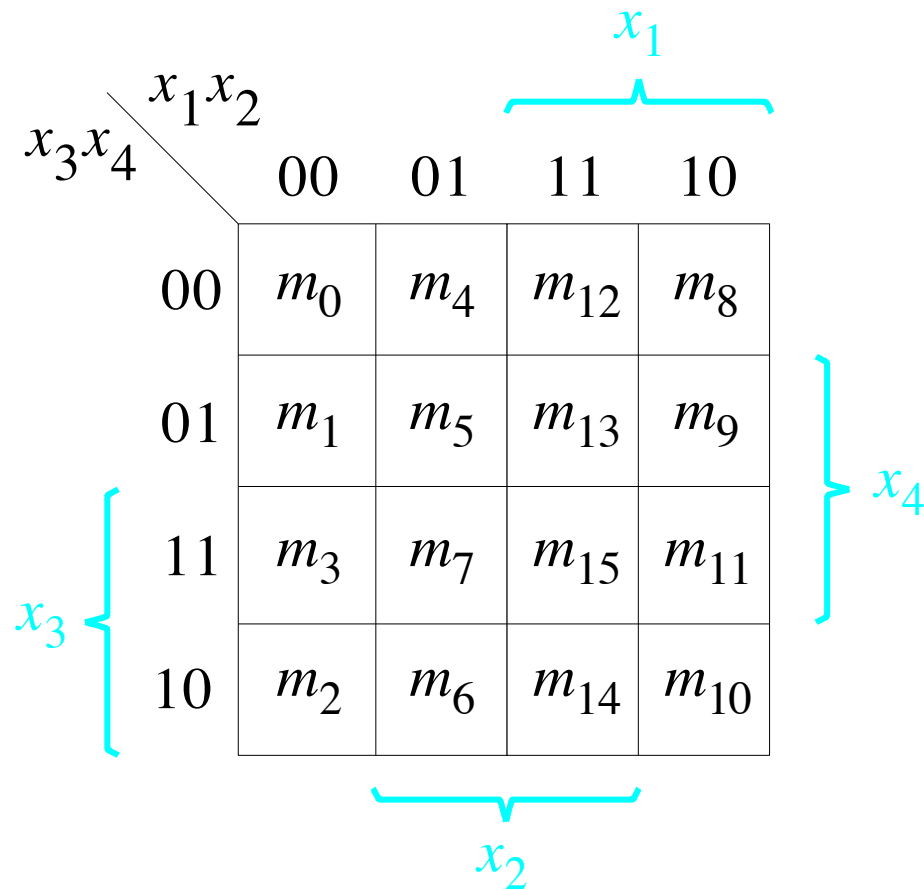 x₁
x₁x₂
x₃x₄
00 01 11 10
00 m₀ m₄ m₁₂ m₈
01 m₁ m₅ m₁₃ m₉
x₄
11 m₃ m₇ m₁₅ m₁₁
x₃
10 m₂ m₆ m₁₄ m₁₀
x₂